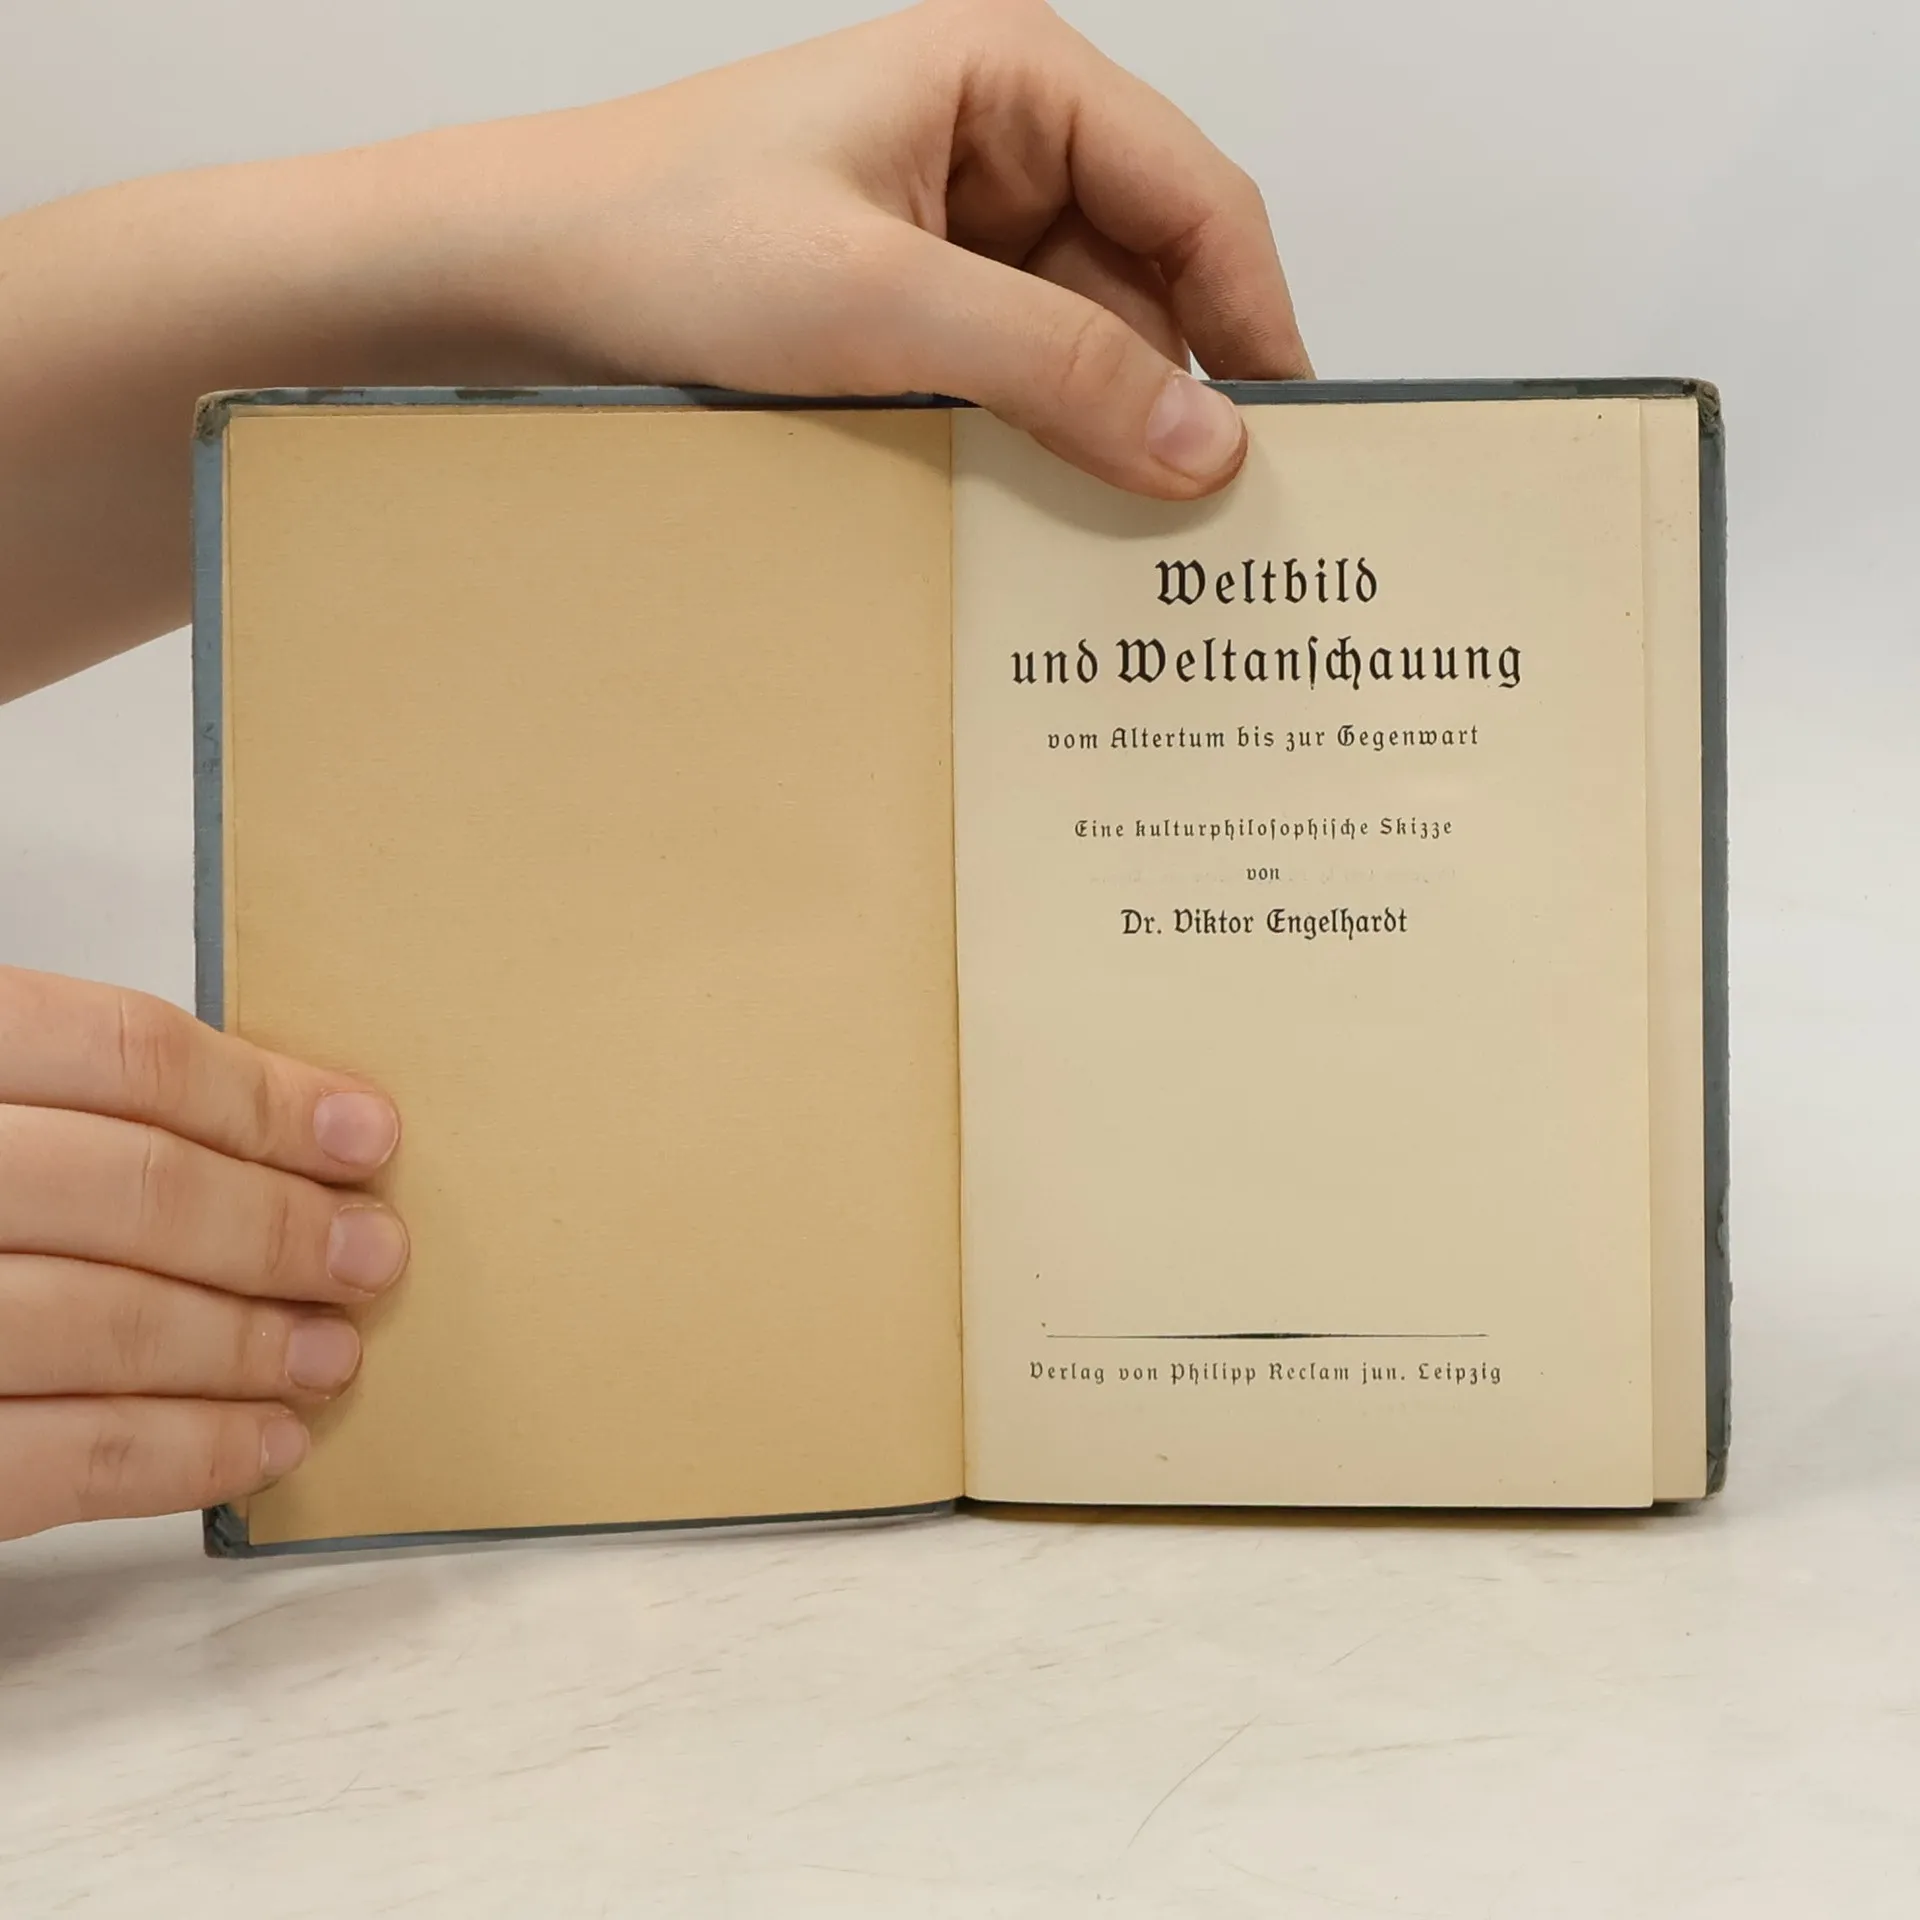 Weltbild
und Weltanſchauung
vom Altertum bis zur Gegenwart
Eine kulturphiloſophiſche Skizze
von
Dr. Viktor Engelhardt
Verlag von Philipp Reclam jun. Leipzig